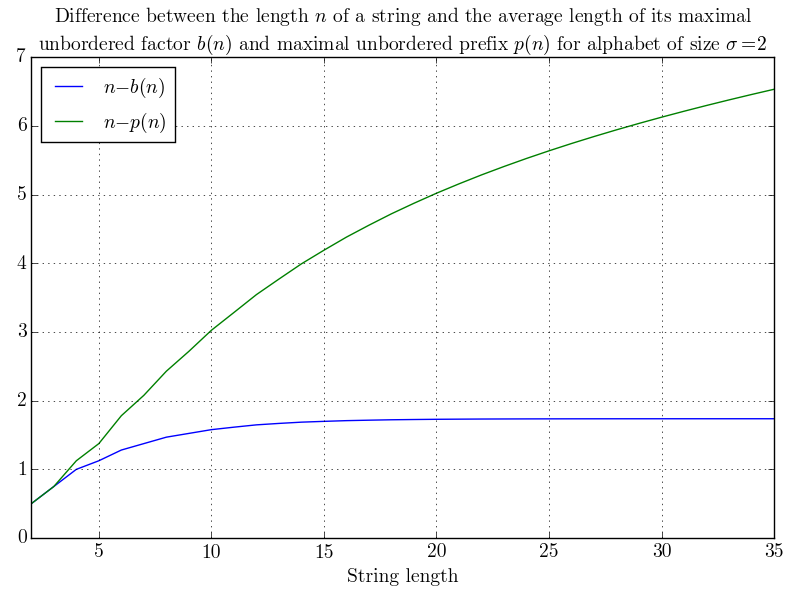 Difference between the length n of a string and the average length of its maximal
unbordered factor b(n) and maximal unbordered prefix p(n) for alphabet of size σ=2
7
n−b(n)
n−p(n)
6
5
4
3
2
1
0
5 10 15 20 25 30 35
String length